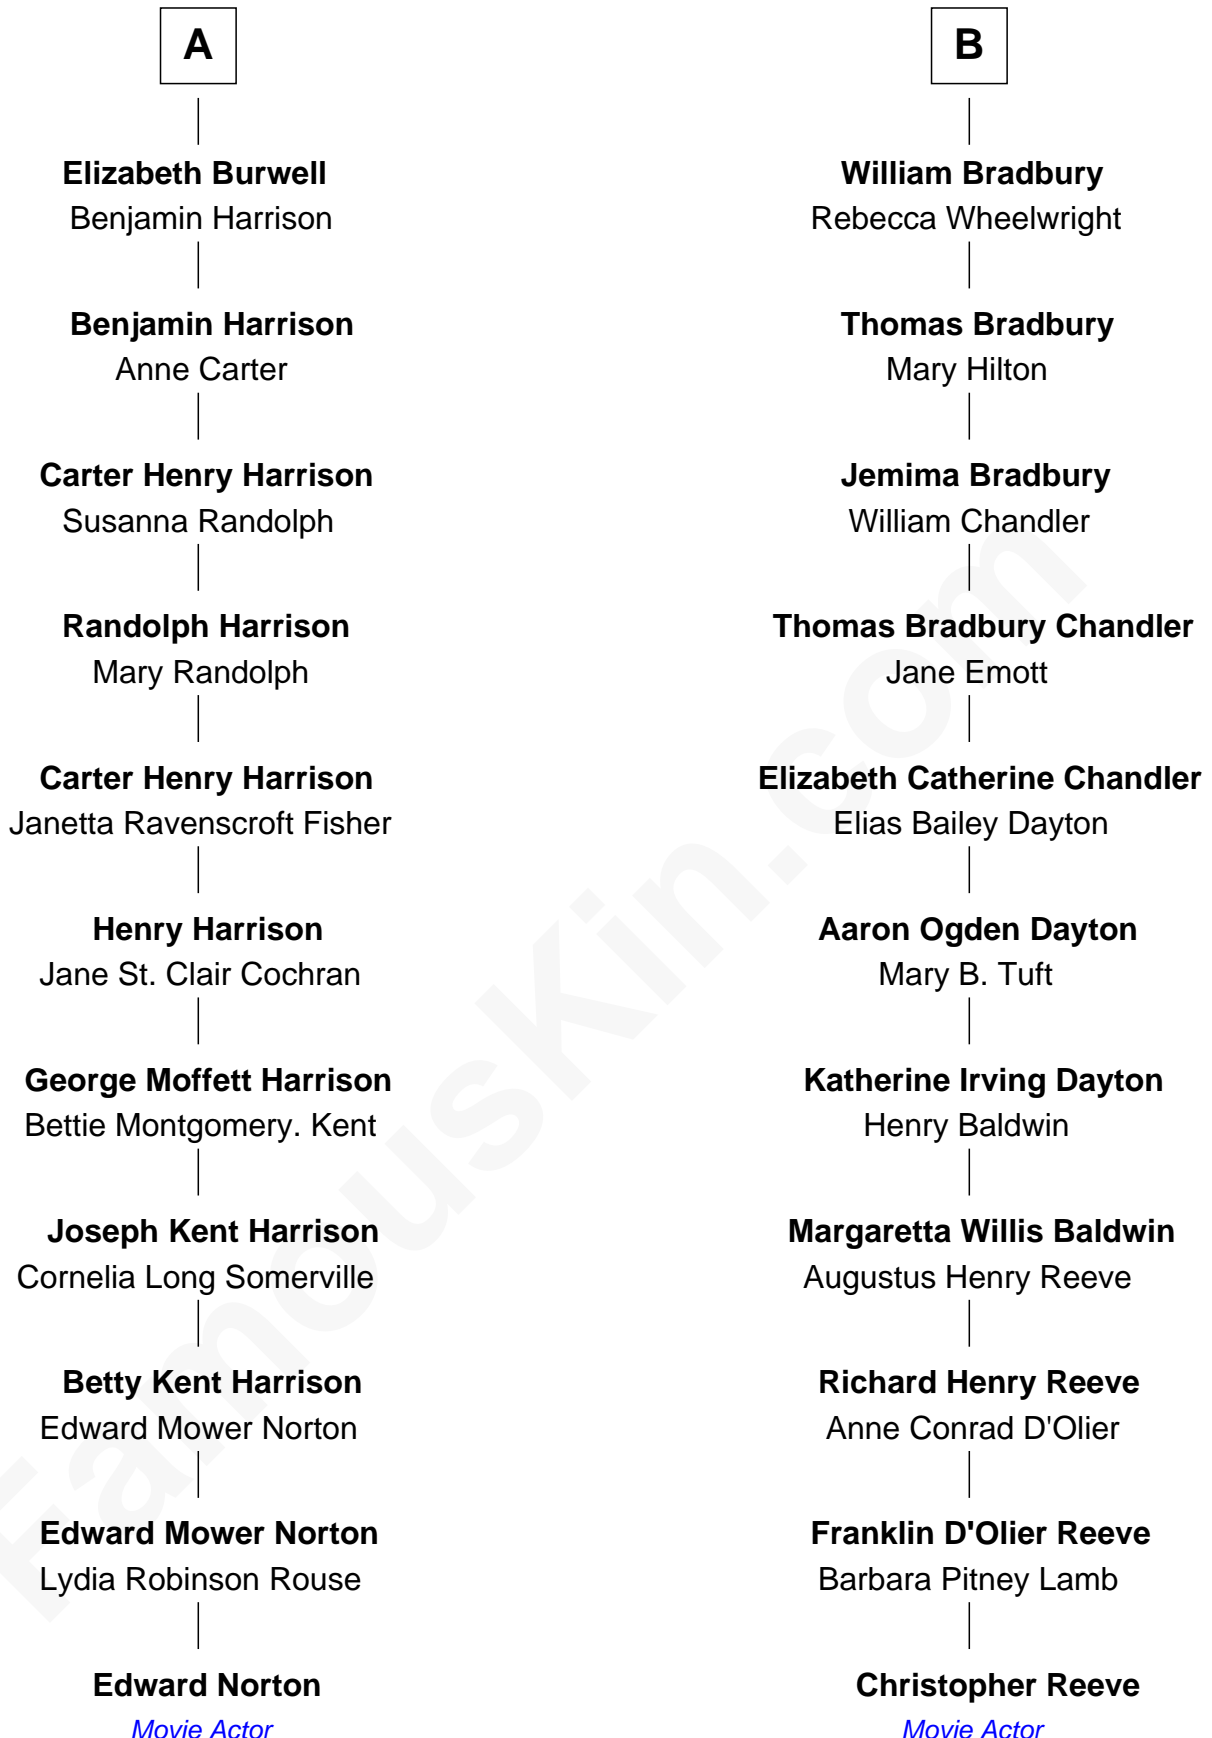 A
Elizabeth Burwell
Benjamin Harrison
Benjamin Harrison
Anne Carter
Carter Henry Harrison
Susanna Randolph
Randolph Harrison
Mary Randolph
Carter Henry Harrison
Janetta Ravenscroft Fisher
Henry Harrison
Jane St. Clair Cochran
George Moffett Harrison
Bettie Montgomery. Kent
Joseph Kent Harrison
Cornelia Long Somerville
Betty Kent Harrison
Edward Mower Norton
Edward Mower Norton
Lydia Robinson Rouse
Edward Norton
Movie Actor
B
William Bradbury
Rebecca Wheelwright
Thomas Bradbury
Mary Hilton
Jemima Bradbury
William Chandler
Thomas Bradbury Chandler
Jane Emott
Elizabeth Catherine Chandler
Elias Bailey Dayton
Aaron Ogden Dayton
Mary B. Tuft
Katherine Irving Dayton
Henry Baldwin
Margaretta Willis Baldwin
Augustus Henry Reeve
Richard Henry Reeve
Anne Conrad D'Olier
Franklin D'Olier Reeve
Barbara Pitney Lamb
Christopher Reeve
Movie Actor
FamousKin.com